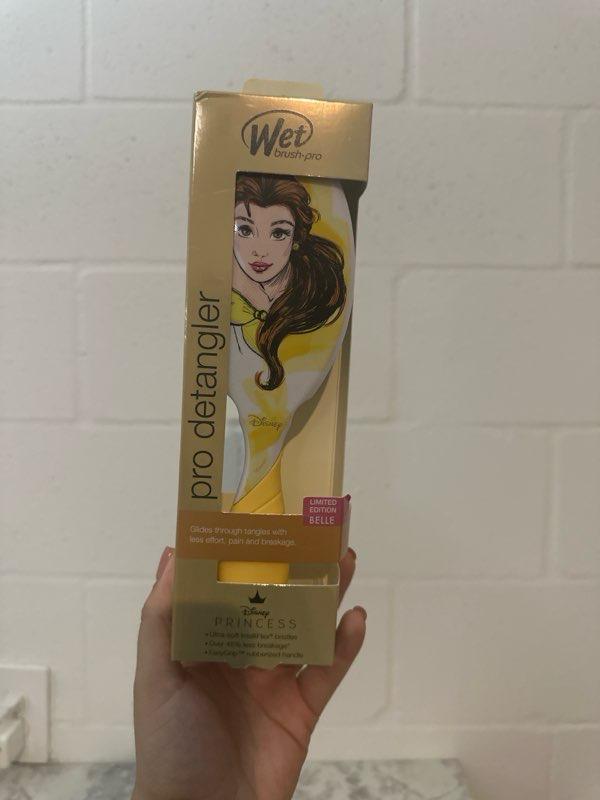 Wet
brush-pro
pro detangler
Disney
LIMITED
EDITION
BELLE
Glides through tangles with
less effort, pain and breakage.
Disney
PRINCESS
• Ultra-soft IntelliFlex® bristles
• Over 45% less breakage*
• EasyGrip™ rubberized handle